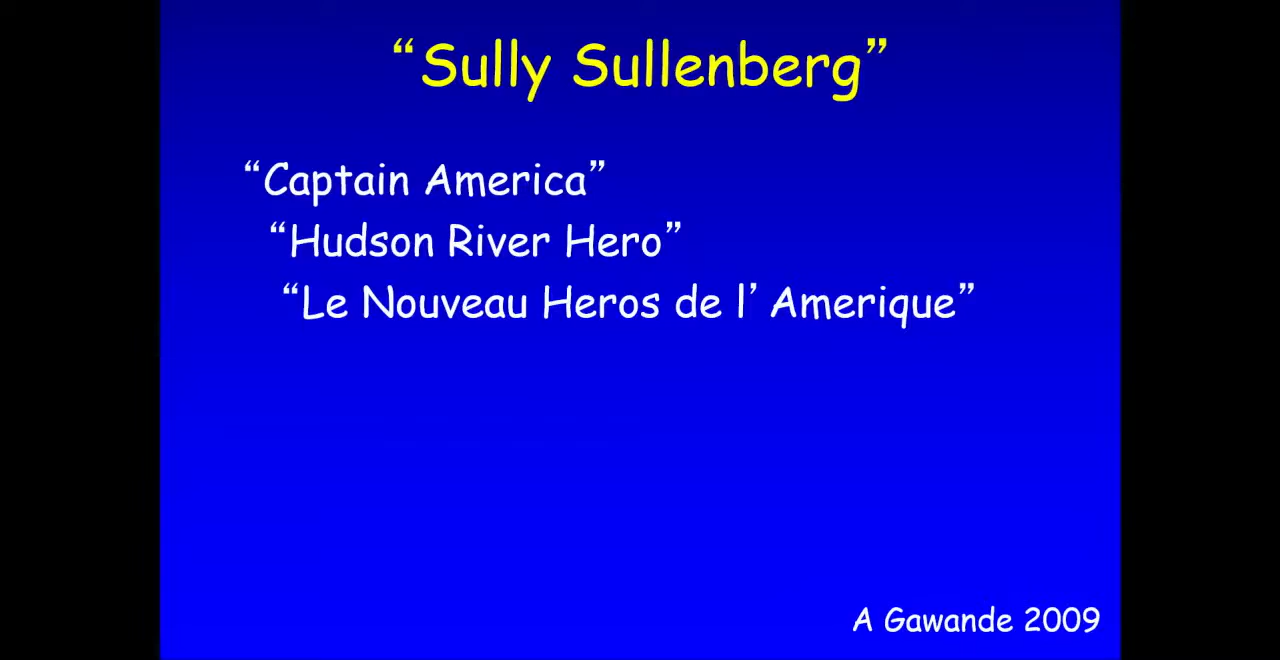 “Sully Sullenberg”
“Captain America”
“Hudson River Hero”
“Le Nouveau Heros de l’ Amerique”
A Gawande 2009